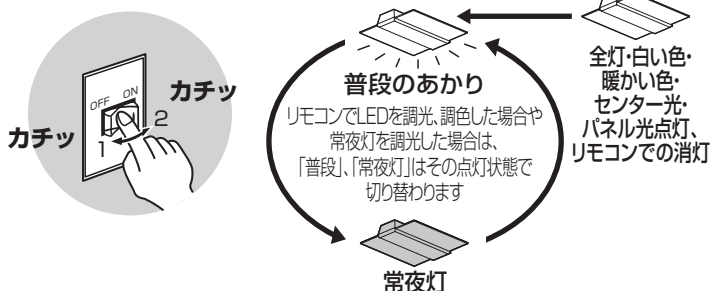 カチッ
OFF ON
カチッ
1
2
普段のあかり
リモコンでLEDを調光、調色した場合や
常夜灯を調光した場合は、
「普段」、「常夜灯」はその点灯状態で
切り替わります
常夜灯
全灯・白い色・
暖かい色・
センター光・
パネル光点灯、
リモコンでの消灯